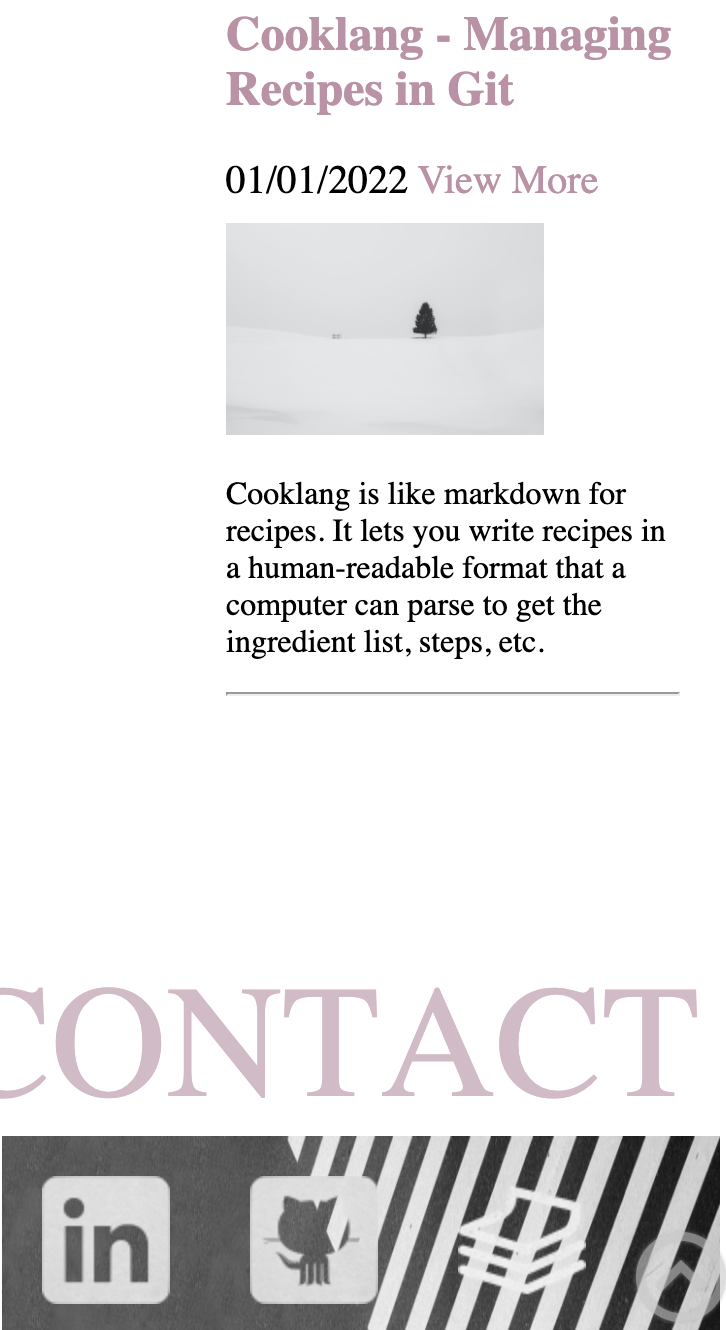 Cooklang - Managing
Recipes in Git
01/01/2022 View More
Cooklang is like markdown for
recipes. It lets you write recipes in
a human-readable format that a
computer can parse to get the
ingredient list, steps, etc.
CONTACT
in